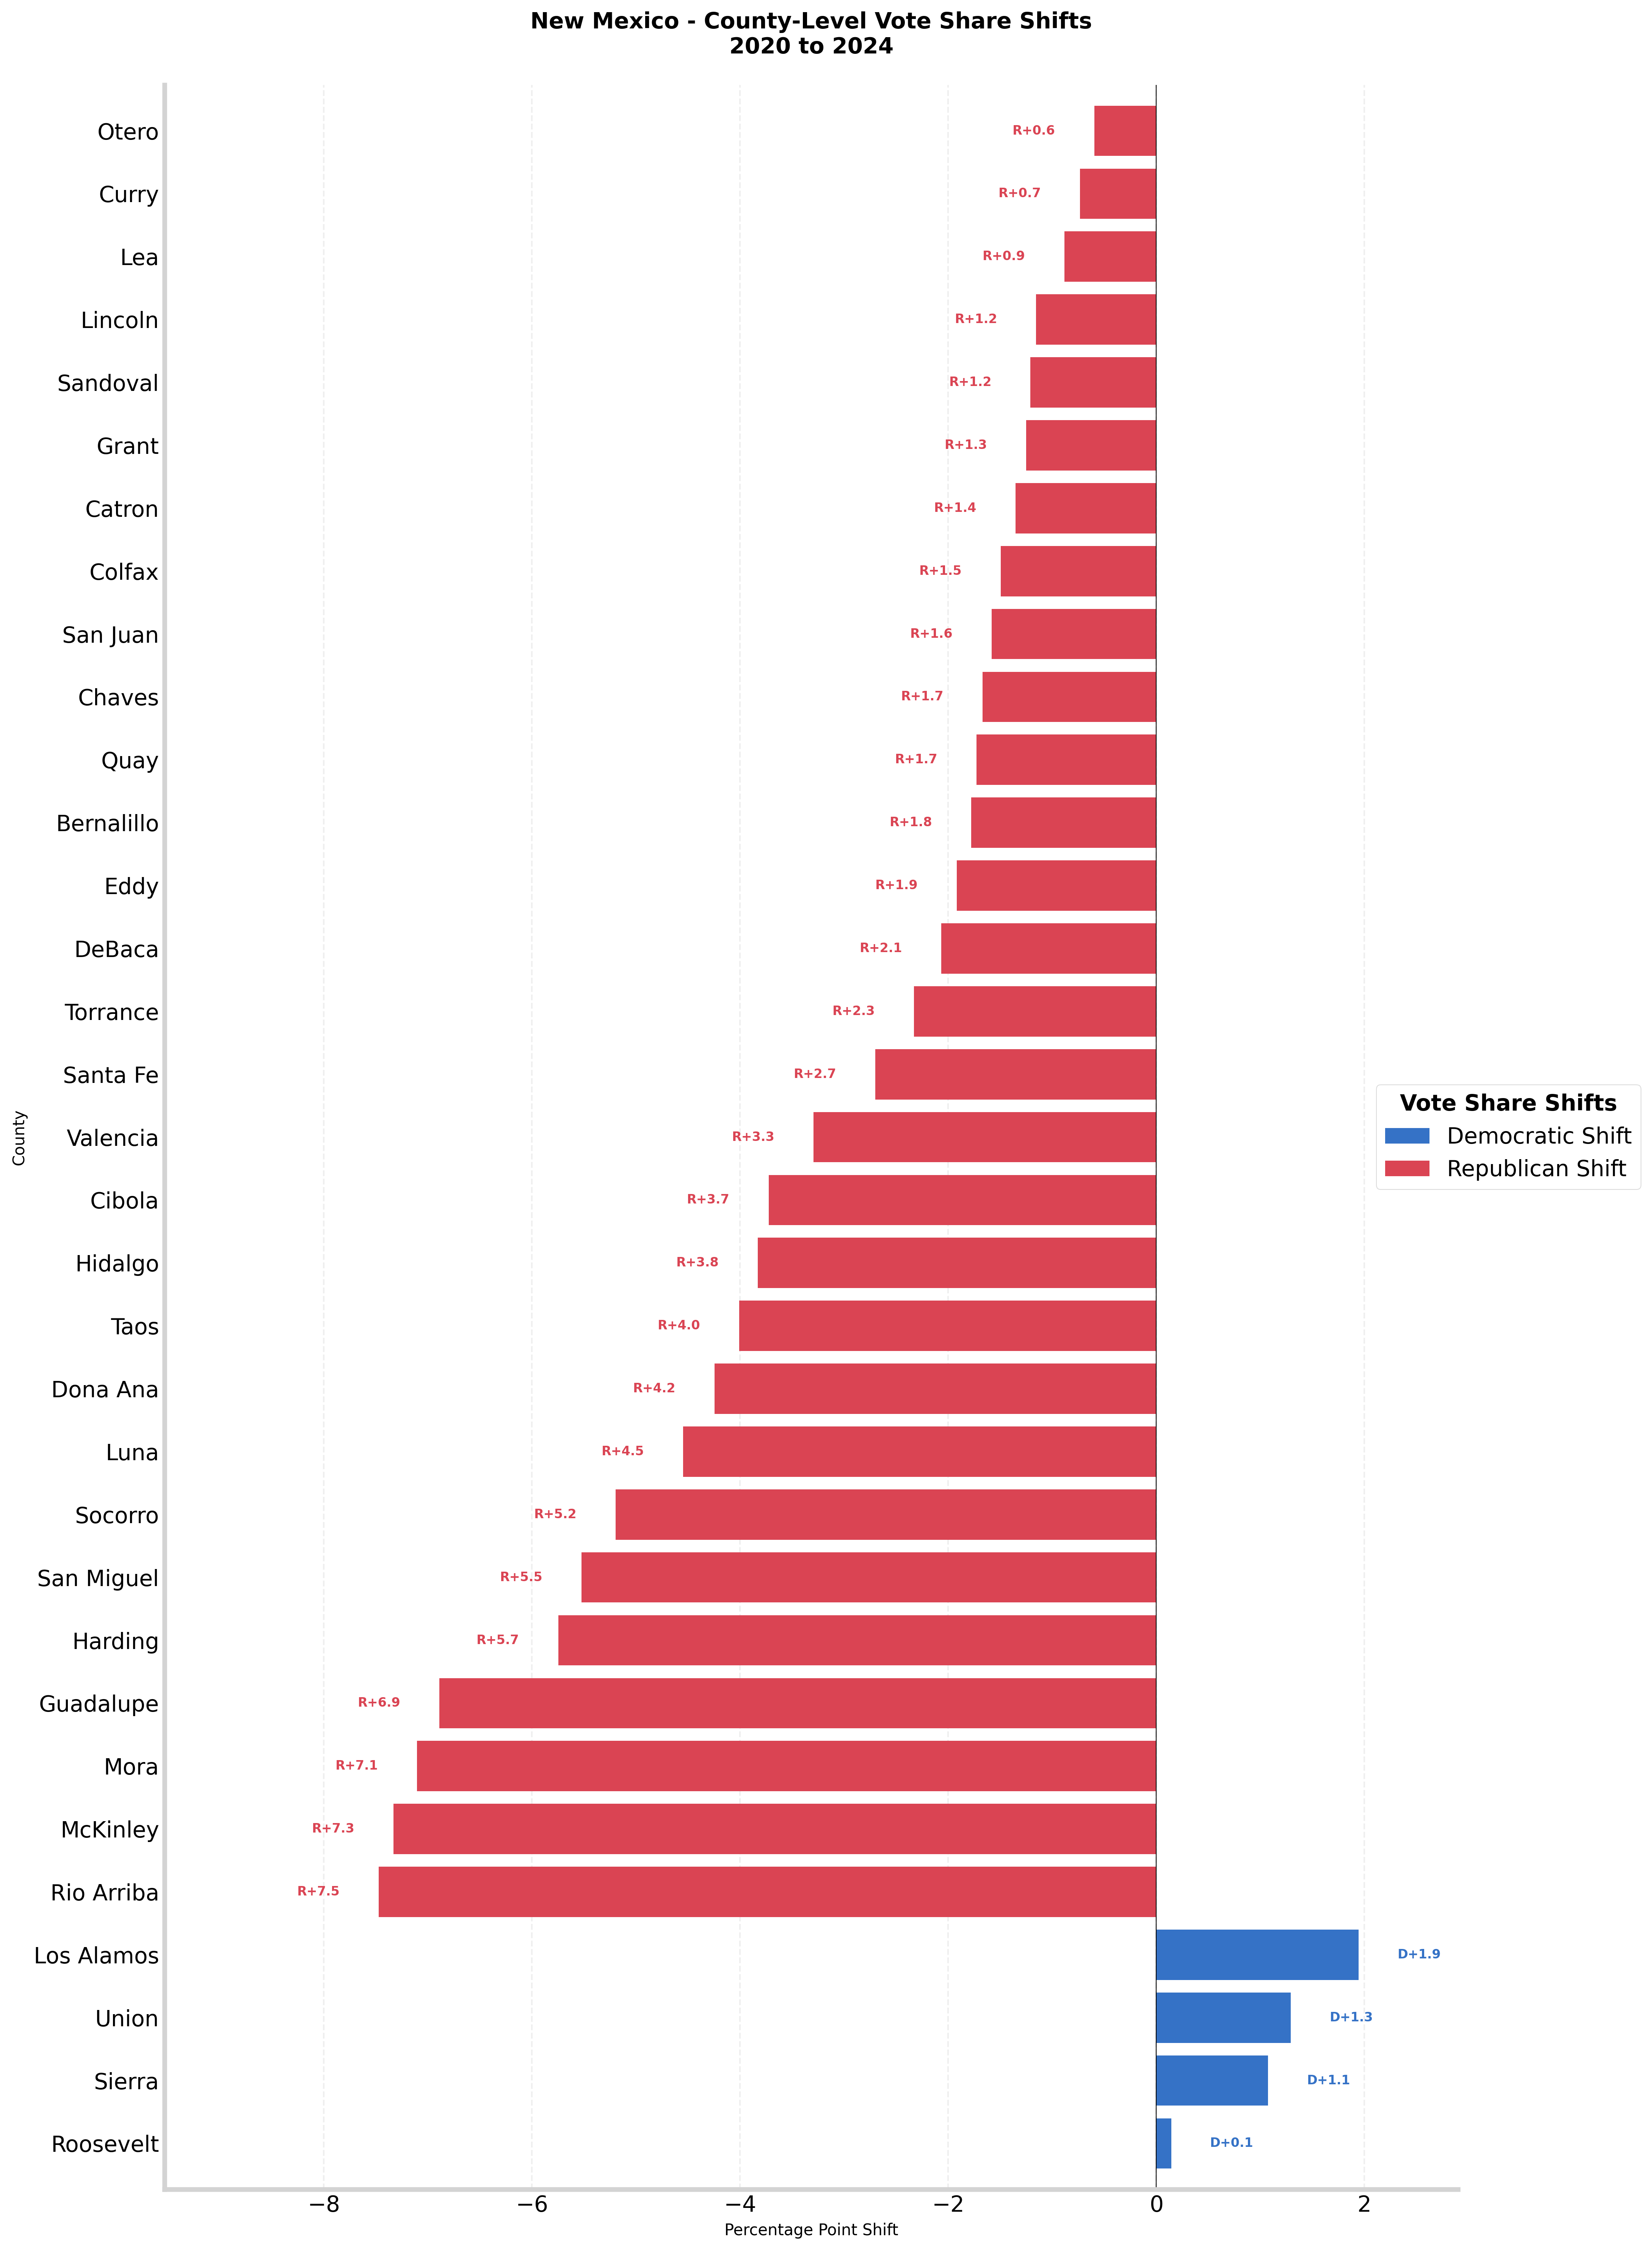 New Mexico - County-Level Vote Share Shifts
2020 to 2024
Otero R+0.6
Curry R+0.7
Lea R+0.9
Lincoln R+1.2
Sandoval R+1.2
Grant R+1.3
Catron R+1.4
Colfax R+1.5
San Juan R+1.6
Chaves R+1.7
Quay R+1.7
Bernalillo R+1.8
Eddy R+1.9
DeBaca R+2.1
Torrance R+2.3
Santa Fe R+2.7
Vote Share Shifts
Democratic Shift
Republican Shift
County
Valencia R+3.3
Cibola R+3.7
Hidalgo R+3.8
Taos R+4.0
Dona Ana R+4.2
Luna R+4.5
Socorro R+5.2
San Miguel R+5.5
Harding R+5.7
Guadalupe R+6.9
Mora R+7.1
McKinley R+7.3
Rio Arriba R+7.5
Los Alamos D+1.9
Union D+1.3
Sierra D+1.1
Roosevelt D+0.1
−8 −6 −4 −2 0 2
Percentage Point Shift